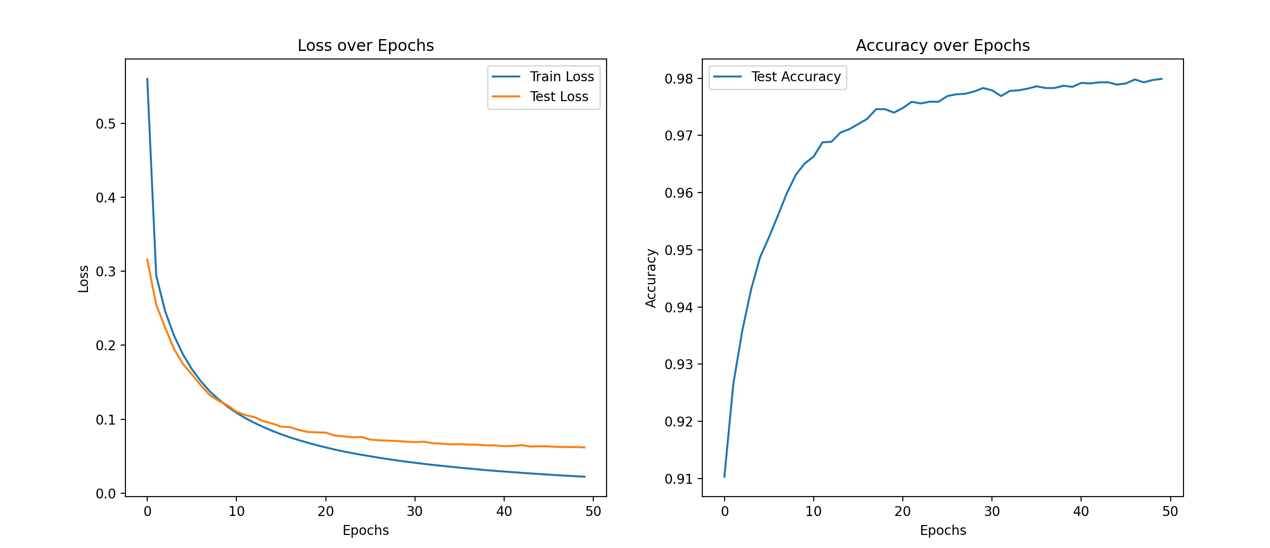 Loss over Epochs
Train Loss
Test Loss
0.5
0.4
0.3
0.2
0.1
0.0
Loss
0
10
20
30
40
50
Epochs
Accuracy over Epochs
Test Accuracy
0.98
0.97
0.96
0.95
0.94
0.93
0.92
0.91
Accuracy
0
10
20
30
40
50
Epochs